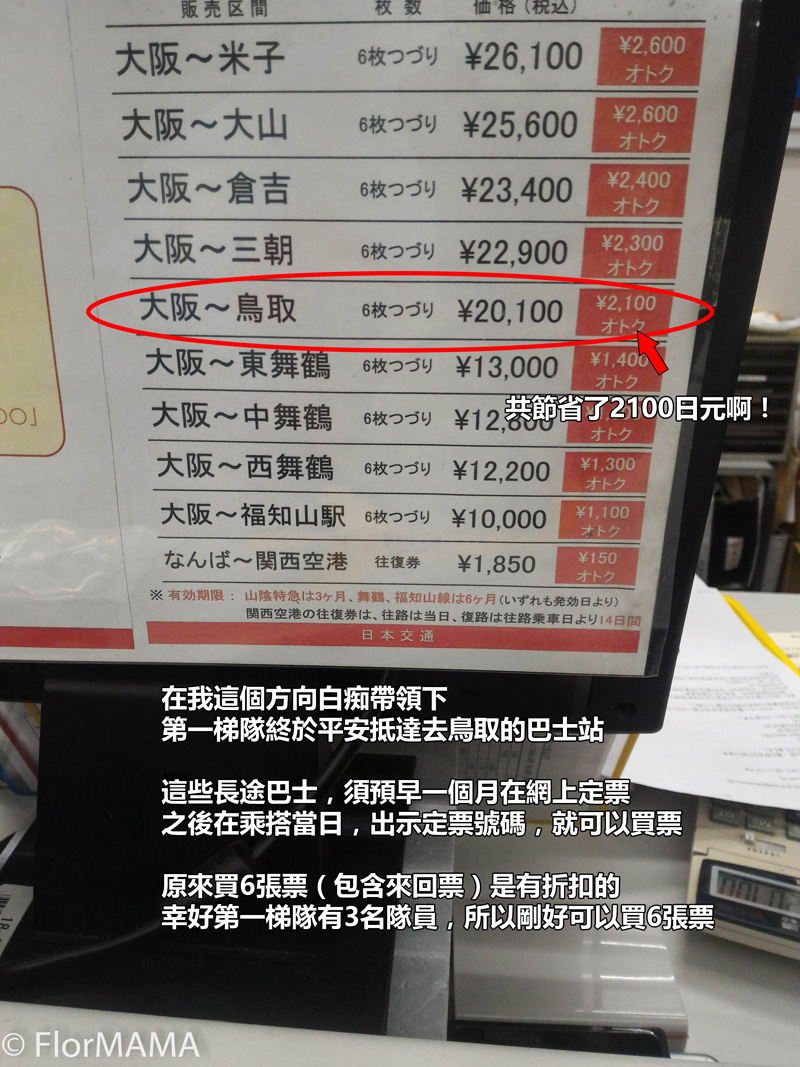 販売区間 枚数 価格(税込)
大阪〜米子 6枚つづり ¥26,100 ¥2,600 オトク
大阪〜大山 6枚つづり ¥25,600 ¥2,600 オトク
大阪〜倉吉 6枚つづり ¥23,400 ¥2,400 オトク
大阪〜三朝 6枚つづり ¥22,900 ¥2,300 オトク
大阪〜鳥取 6枚つづり ¥20,100 ¥2,100 オトク
大阪〜東舞鶴 6枚つづり ¥13,000 ¥1,400 オトク
共節省了2100日元啊！
大阪〜中舞鶴 6枚つづり オトク
大阪〜西舞鶴 6枚つづり ¥12,200 ¥1,300 オトク
大阪〜福知山駅 6枚つづり ¥10,000 ¥1,100 オトク
なんば〜関西空港 往復券 ¥1,850 ¥150 オトク
※有効期限：山陰特急は3ヶ月、舞鶴、福知山線は6ヶ月(いずれも発効日より)
関西空港の往復券は、往路は当日、復路は往路乗車日より14日間
日本交通
在我這個方向白痴帶領下
第一梯隊終於平安抵達去鳥取的巴士站
這些長途巴士，須預早一個月在網上定票
之後在乘搭當日，出示定票號碼，就可以買票
原來買6張票（包含來回票）是有折扣的
幸好第一梯隊有3名隊員，所以剛好可以買6張票
© FlorMAMA